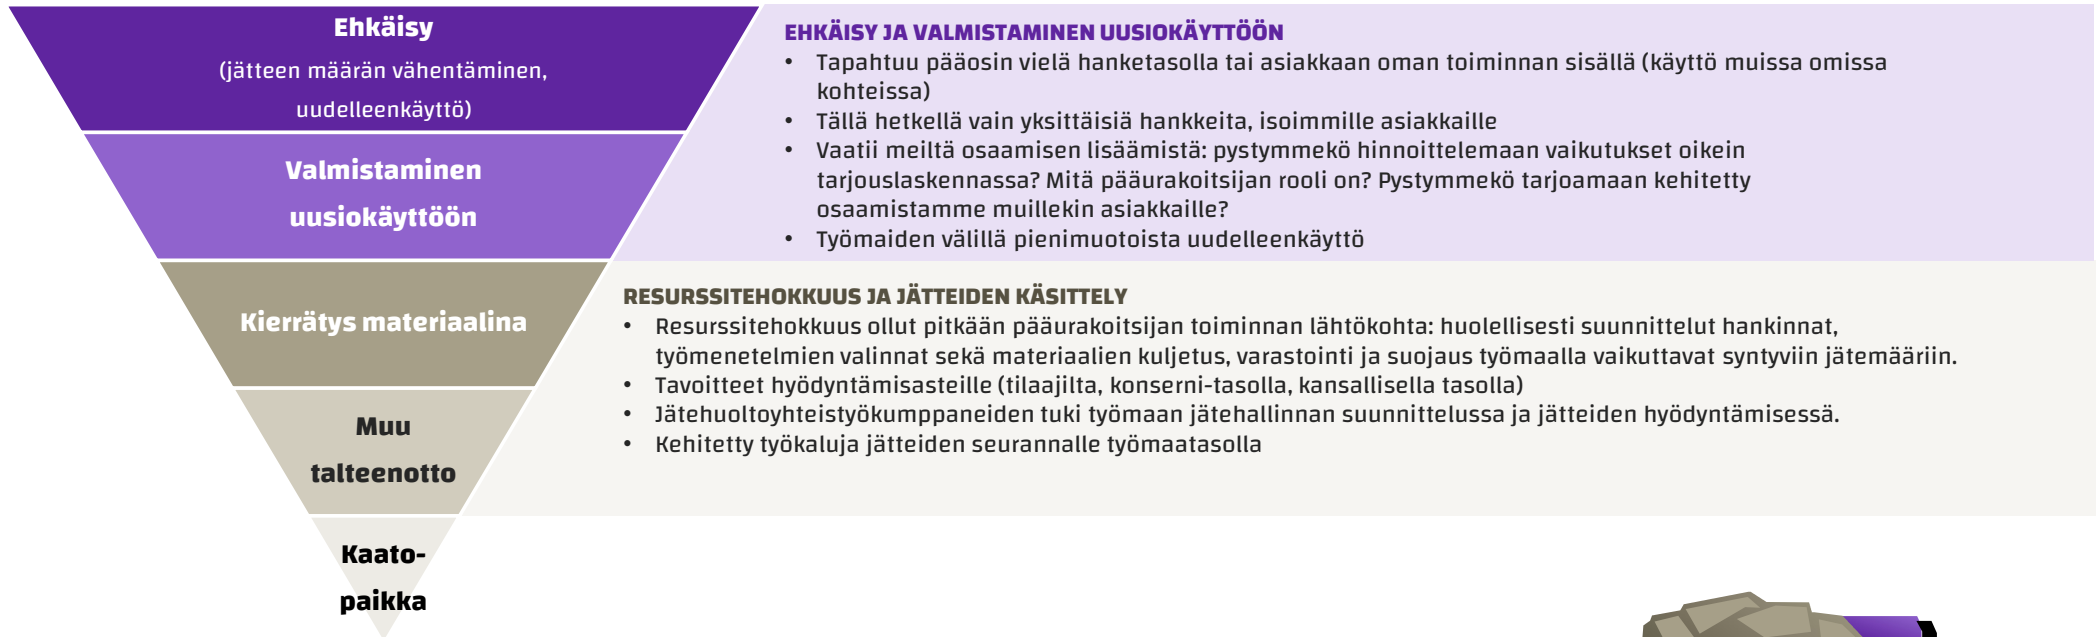 Ehkäisy
(jätteen määrän vähentäminen,
uudelleenkäyttö)
Valmistaminen
uusiokäyttöön
Kierrätys materiaalina
Muu
talteenotto
Kaato-
paikka
EHKÄISY JA VALMISTAMINEN UUSIOKÄYTTÖÖN
• Tapahtuu pääosin vielä hanketasolla tai asiakkaan oman toiminnan sisällä (käyttö muissa omissa
kohteissa)
• Tällä hetkellä vain yksittäisiä hankkeita, isoimmille asiakkaille
• Vaatii meiltä osaamisen lisäämistä: pystymmekö hinnoittelemaan vaikutukset oikein
tarjouslaskennassa? Mitä pääurakoitsijan rooli on? Pystymmekö tarjoamaan kehitetty
osaamistamme muillekin asiakkaille?
• Työmaiden välillä pienimuotoista uudelleenkäyttö
RESURSSITEHOKKUUS JA JÄTTEIDEN KÄSITTELY
• Resurssitehokkuus ollut pitkään pääurakoitsijan toiminnan lähtökohta: huolellisesti suunnittelut hankinnat,
työmenetelmien valinnat sekä materiaalien kuljetus, varastointi ja suojaus työmaalla vaikuttavat syntyviin jätemääriin.
• Tavoitteet hyödyntämisasteille (tilaajilta, konserni-tasolla, kansallisella tasolla)
• Jätehuoltoyhteistyökumppaneiden tuki työmaan jätehallinnan suunnittelussa ja jätteiden hyödyntämisessä.
• Kehitetty työkaluja jätteiden seurannalle työmaatasolla